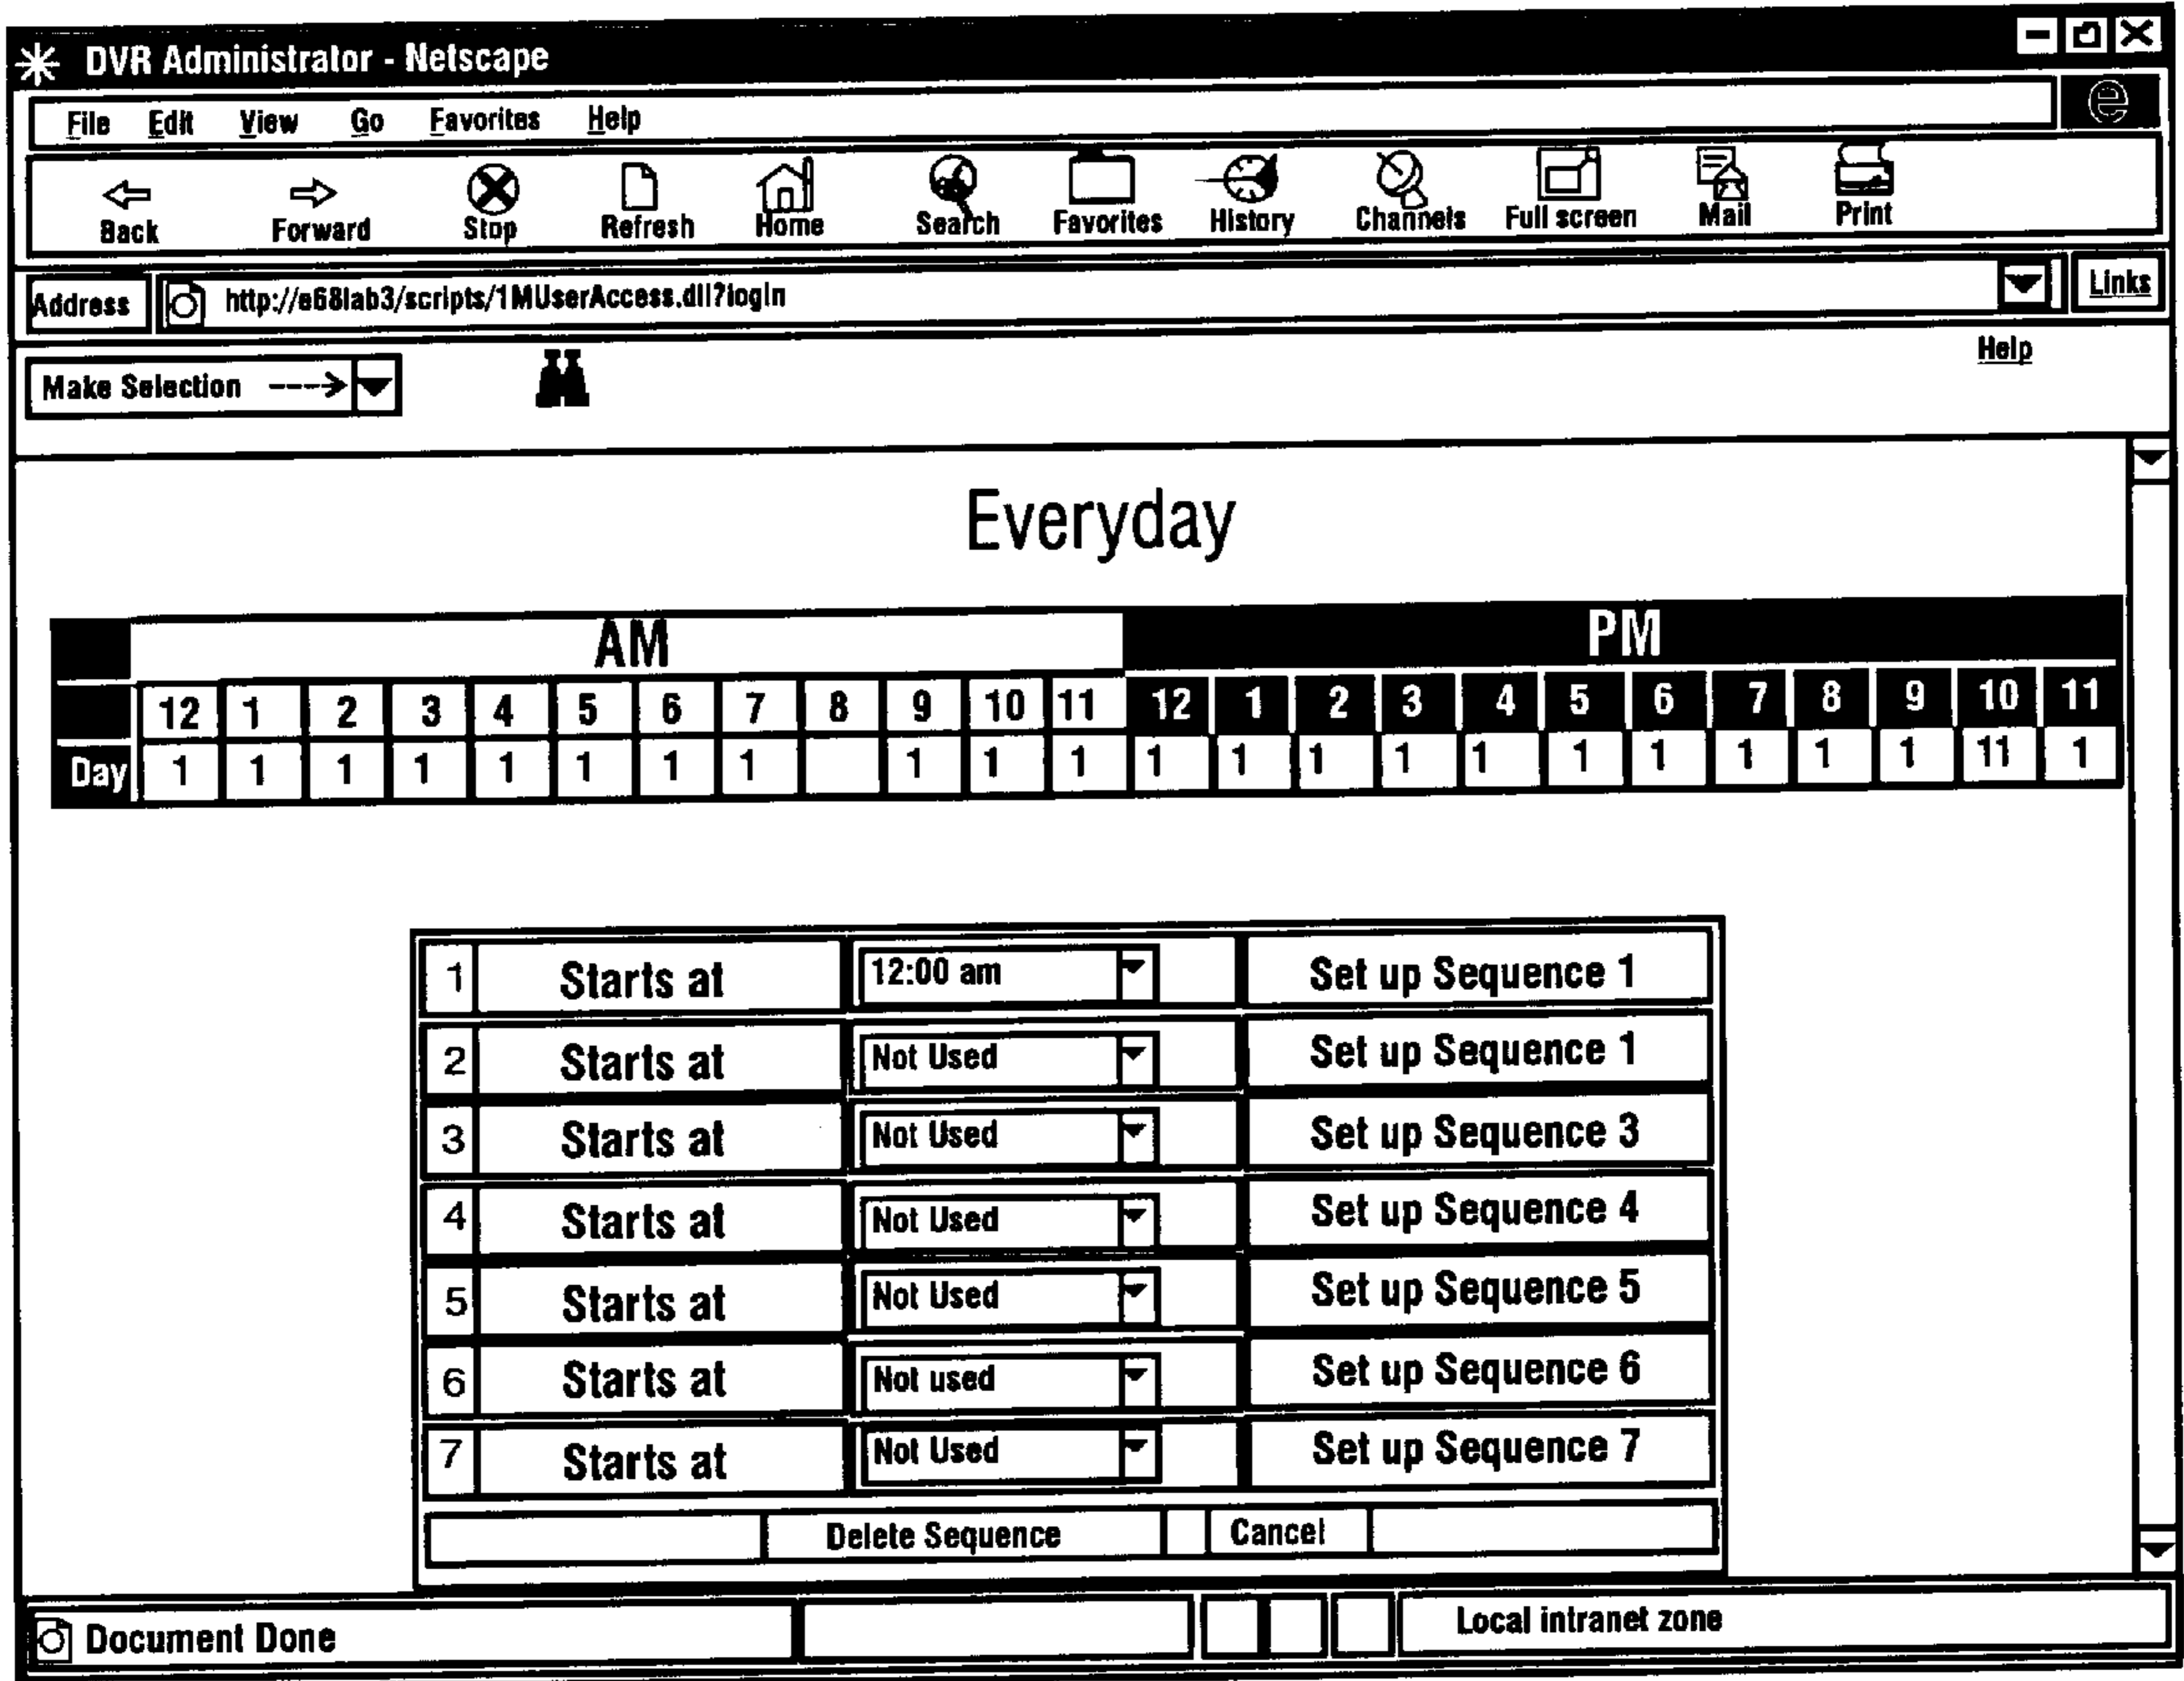 DVR Administrator - Netscape
File Edit View Go Favorites Help
Back Forward Stop Refresh Home Search Favorites History Channels Full screen Mail Print
Address http://e68lab3/scripts/1MUserAccess.dll?login Links
Make Selection ---->
Help
Everyday
AM PM
12 1 2 3 4 5 6 7 8 9 10 11 12 1 2 3 4 5 6 7 8 9 10 11
Day 1 1 1 1 1 1 1 1 1 1 1 1 1 1 1 1 1 1 1 1 1 11 1
1 Starts at 12:00 am Set up Sequence 1
2 Starts at Not Used Set up Sequence 1
3 Starts at Not Used Set up Sequence 3
4 Starts at Not Used Set up Sequence 4
5 Starts at Not Used Set up Sequence 5
6 Starts at Not used Set up Sequence 6
7 Starts at Not Used Set up Sequence 7
Delete Sequence Cancel
Document Done Local intranet zone